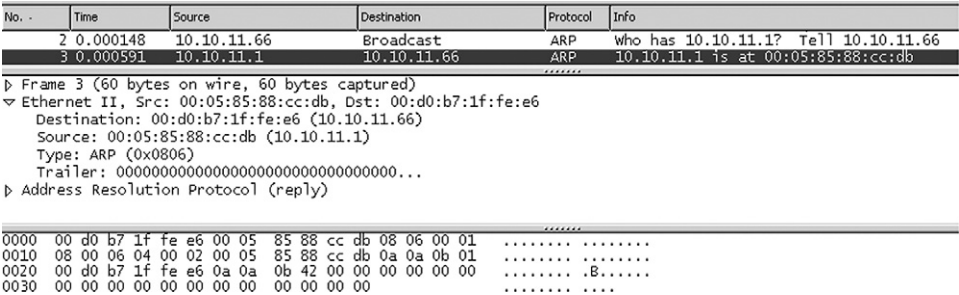 No. - Time Source Destination Protocol Info
2 0.000148 10.10.11.66 Broadcast ARP Who has 10.10.11.1? Tell 10.10.11.66
3 0.000591 10.10.11.1 10.10.11.66 ARP 10.10.11.1 is at 00:05:85:88:cc:db
Frame 3 (60 bytes on wire, 60 bytes captured)
Ethernet II, Src: 00:05:85:88:cc:db, Dst: 00:d0:b7:1f:fe:e6
Destination: 00:d0:b7:1f:fe:e6 (10.10.11.66)
Source: 00:05:85:88:cc:db (10.10.11.1)
Type: ARP (0x0806)
Trailer: 00000000000000000000000000000000...
Address Resolution Protocol (reply)
0000 00 d0 b7 1f fe e6 00 05 85 88 cc db 08 06 00 01 ........ ........
0010 08 00 06 04 00 02 00 05 85 88 cc db 0a 0a 0b 01 ........ ........
0020 00 d0 b7 1f fe e6 0a 0a 0b 42 00 00 00 00 00 00 ........ .B......
0030 00 00 00 00 00 00 00 00 00 00 00 00 ........ ....